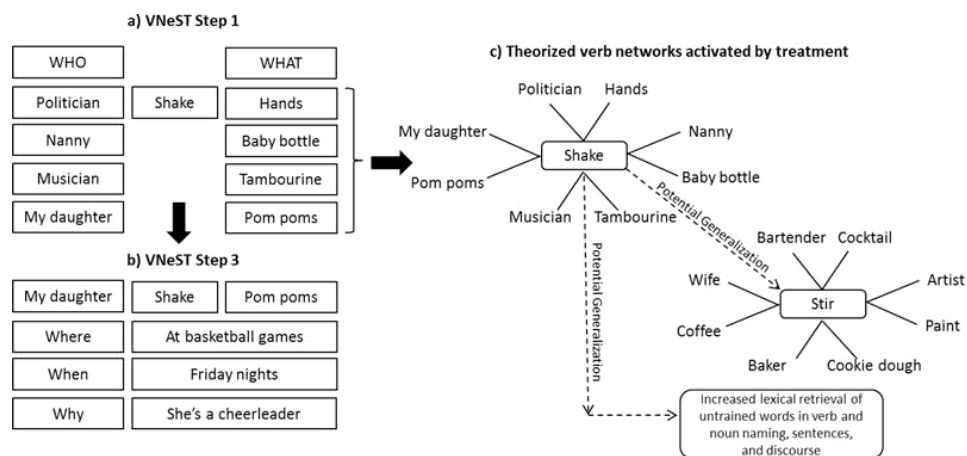 a) VNeST Step 1
WHO
WHAT
Politician
Shake
Hands
Nanny
Baby bottle
Musician
Tambourine
My daughter
Pom poms
b) VNeST Step 3
My daughter
Shake
Pom poms
Where
At basketball games
When
Friday nights
Why
She's a cheerleader
c) Theorized verb networks activated by treatment
Politician
Hands
My daughter
Nanny
Shake
Pom poms
Baby bottle
Musician
Tambourine
Potential Generalization
Potential Generalization
Bartender
Cocktail
Wife
Artist
Stir
Coffee
Paint
Baker
Cookie dough
Increased lexical retrieval of
untrained words in verb and
noun naming, sentences,
and discourse